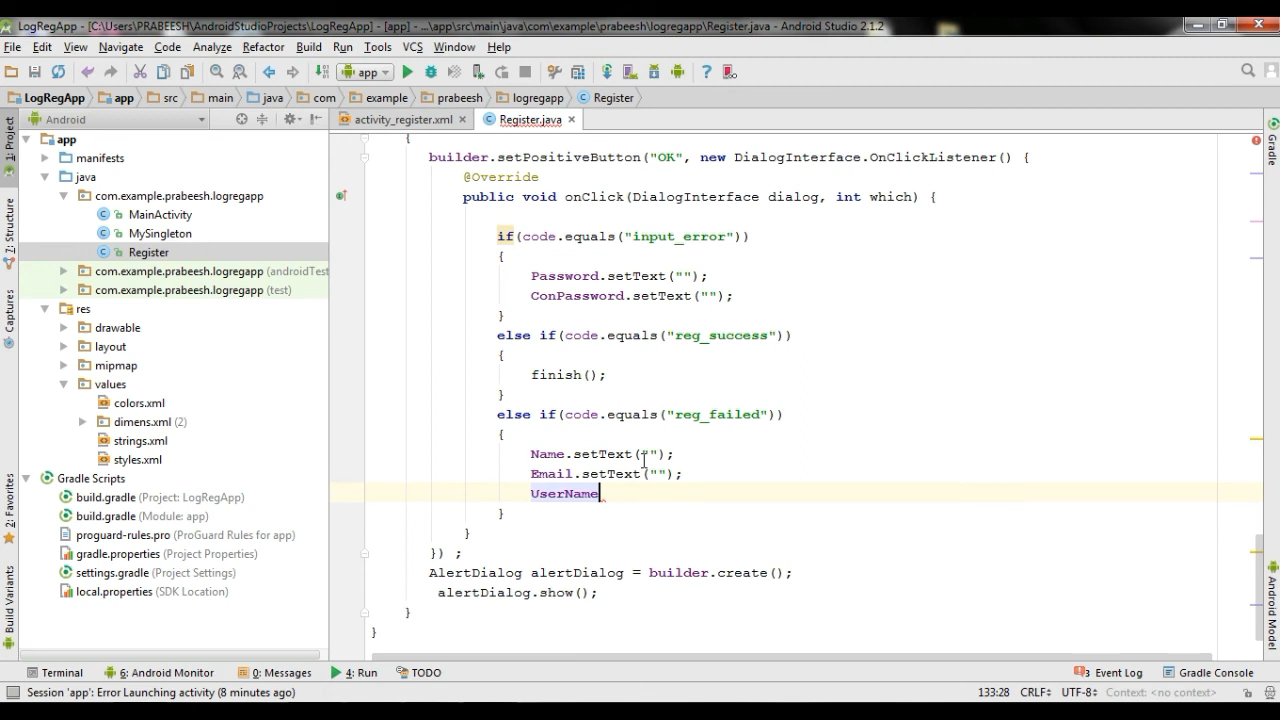 LogRegApp - [C:\Users\PRABEESH\AndroidStudioProjects\LogRegApp] - [app] - ...\app\src\main\java\com\example\prabeesh\logregapp\Register.java - Android Studio 2.1.2
File Edit View Navigate Code Analyze Refactor Build Run Tools VCS Window Help
app
LogRegApp app src main java com example prabeesh logregapp Register
Android
activity_register.xml Register.java
1: Project
7: Structure
Captures
2: Favorites
Build Variants
app
manifests
java
com.example.prabeesh.logregapp
MainActivity
MySingleton
Register
com.example.prabeesh.logregapp (androidTest
com.example.prabeesh.logregapp (test)
res
drawable
layout
mipmap
values
colors.xml
dimens.xml (2)
strings.xml
styles.xml
Gradle Scripts
build.gradle (Project: LogRegApp)
build.gradle (Module: app)
proguard-rules.pro (ProGuard Rules for app)
gradle.properties (Project Properties)
settings.gradle (Project Settings)
local.properties (SDK Location)
{
builder.setPositiveButton("OK", new DialogInterface.OnClickListener() {
@Override
public void onClick(DialogInterface dialog, int which) {
if(code.equals("input_error"))
{
Password.setText("");
ConPassword.setText("");
}
else if(code.equals("reg_success"))
{
finish();
}
else if(code.equals("reg_failed"))
{
Name.setText("");
Email.setText("");
UserName
}
}
}) ;
AlertDialog alertDialog = builder.create();
alertDialog.show();
}
}
Gradle
Android Model
Terminal 6: Android Monitor 0: Messages 4: Run TODO 3 Event Log Gradle Console
Session 'app': Error Launching activity (8 minutes ago) 133:28 CRLF UTF-8 Context: <no context>